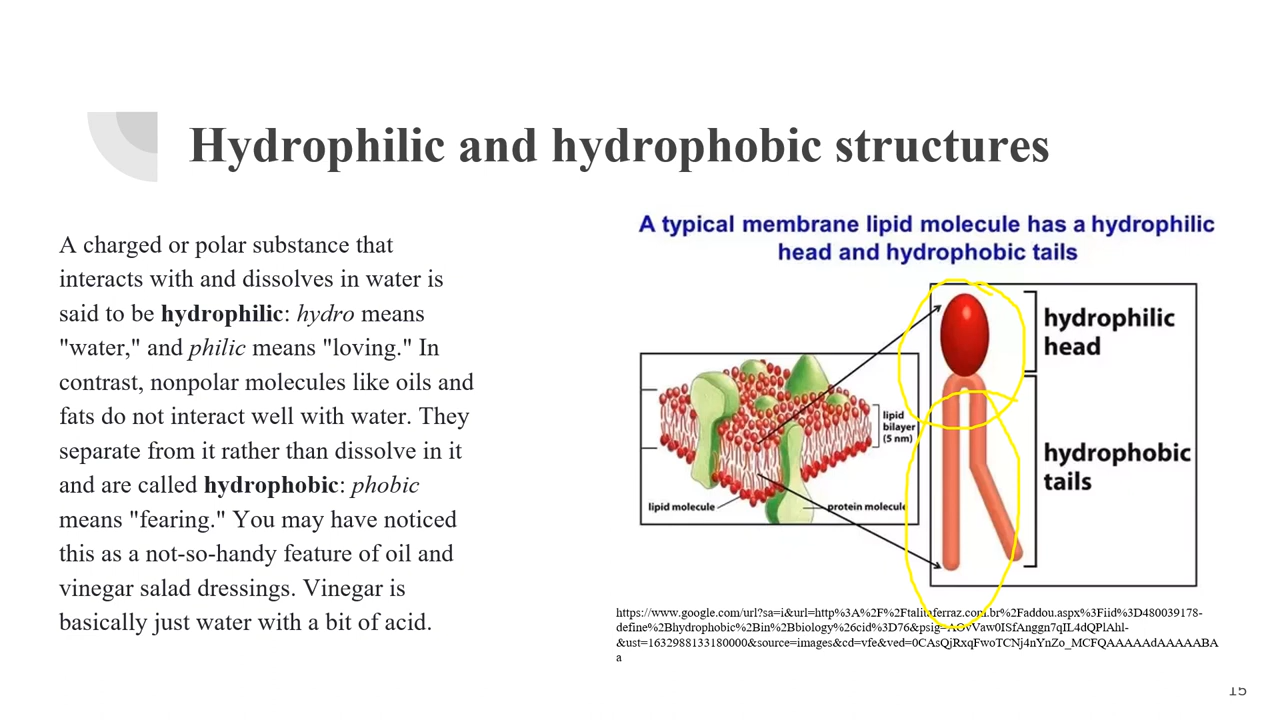 Hydrophilic and hydrophobic structures
A charged or polar substance that
interacts with and dissolves in water is
said to be hydrophilic: hydro means
"water," and philic means "loving." In
contrast, nonpolar molecules like oils and
fats do not interact well with water. They
separate from it rather than dissolve in it
and are called hydrophobic: phobic
means "fearing." You may have noticed
this as a not-so-handy feature of oil and
vinegar salad dressings. Vinegar is
basically just water with a bit of acid.
A typical membrane lipid molecule has a hydrophilic
head and hydrophobic tails
hydrophilic
head
lipid
bilayer
(5 nm)
hydrophobic
tails
lipid molecule
protein molecule
https://www.google.com/url?sa=i&url=http%3A%2F%2Ftalitaferraz.com.br%2Faddou.aspx%3Fiid%3D480039178-
define%2Bhydrophobic%2Bin%2Bbiology%26cid%3D76&psig=AOvVaw0ISfAnggn7qIL4dQPlAhl-
&ust=1632988133180000&source=images&cd=vfe&ved=0CAsQjRxqFwoTCNj4nYnZo_MCFQAAAAAdAAAAABA
a
15